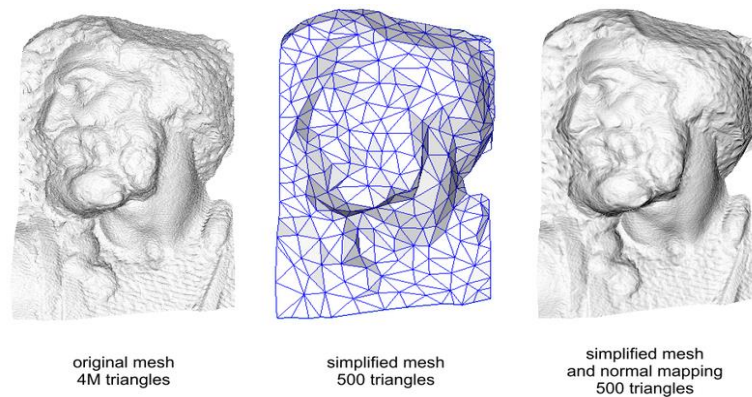 original mesh
4M triangles
simplified mesh
500 triangles
simplified mesh
and normal mapping
500 triangles